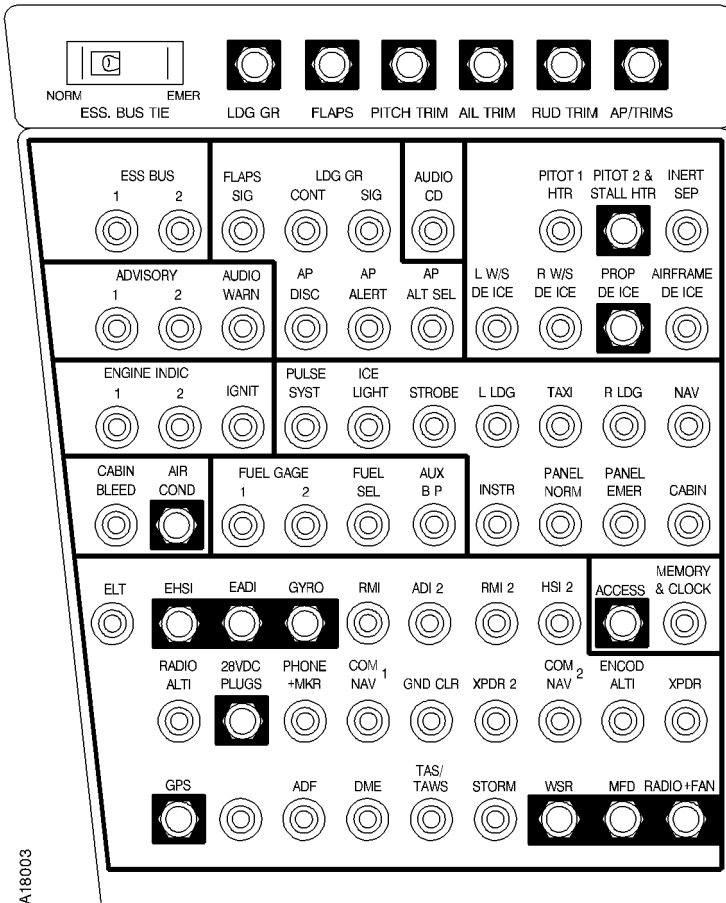 NORM EMER
ESS. BUS TIE LDG GR FLAPS PITCH TRIM AIL TRIM RUD TRIM AP/TRIMS
ESS BUS FLAPS LDG GR AUDIO PITOT 1 PITOT 2 & INERT
1 2 SIG CONT SIG CD HTR STALL HTR SEP
ADVISORY AUDIO AP AP AP L W/S R W/S PROP AIRFRAME
1 2 WARN DISC ALERT ALT SEL DE ICE DE ICE DE ICE DE ICE
ENGINE INDIC PULSE ICE
1 2 IGNIT SYST LIGHT STROBE L LDG TAXI R LDG NAV
CABIN AIR FUEL GAGE FUEL AUX PANEL PANEL
BLEED COND 1 2 SEL B P INSTR NORM EMER CABIN
MEMORY
ELT EHSI EADI GYRO RMI ADI 2 RMI 2 HSI 2 ACCESS & CLOCK
RADIO 28VDC PHONE COM 1 COM 2 ENCOD
ALTI PLUGS +MKR NAV GND CLR XPDR 2 NAV ALTI XPDR
TAS/
GPS ADF DME TAWS STORM WSR MFD RADIO +FAN
A18003